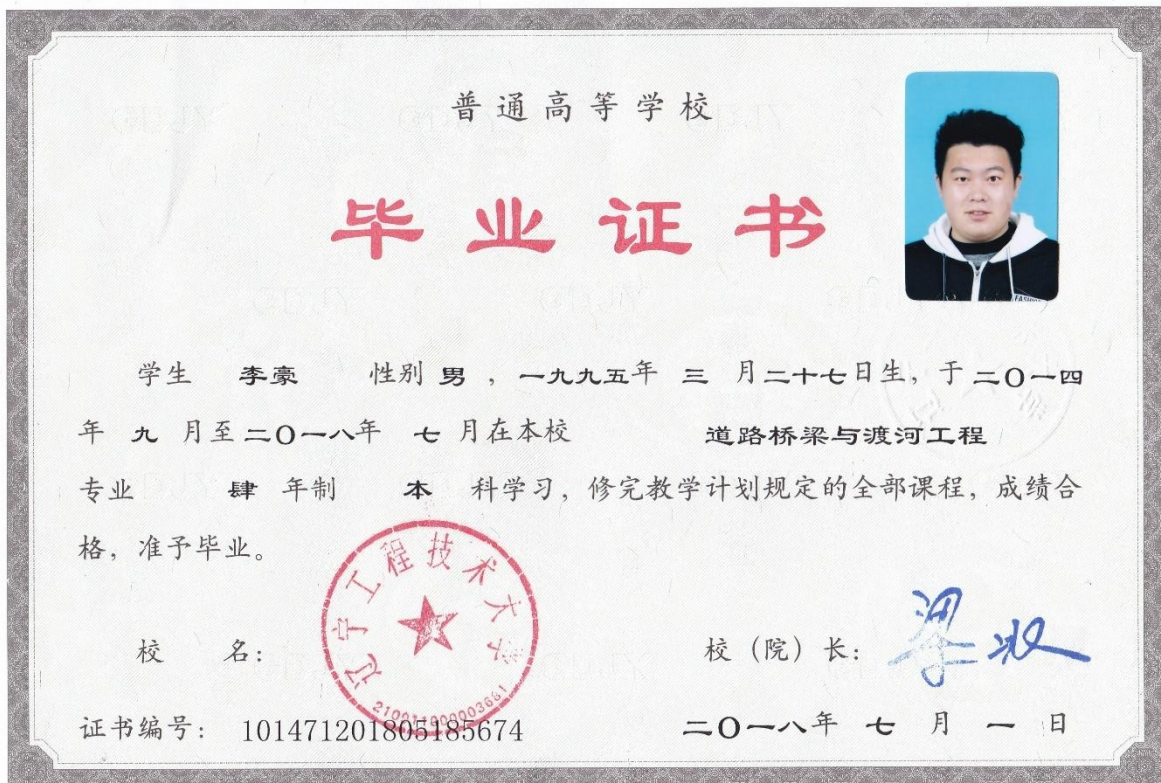 普通高等学校
毕业证书
学生 李豪 性别 男 ，一九九五年 三 月二十七日生，于二〇一四
年 九 月至二〇一八年 七 月在本校 道路桥梁与渡河工程
专业 肆 年制 本 科学习，修完教学计划规定的全部课程，成绩合
格，准予毕业。
辽宁工程技术大学
校 名：
校（院）长：
证书编号： 101471201805185674
二〇一八年 七 月 一 日